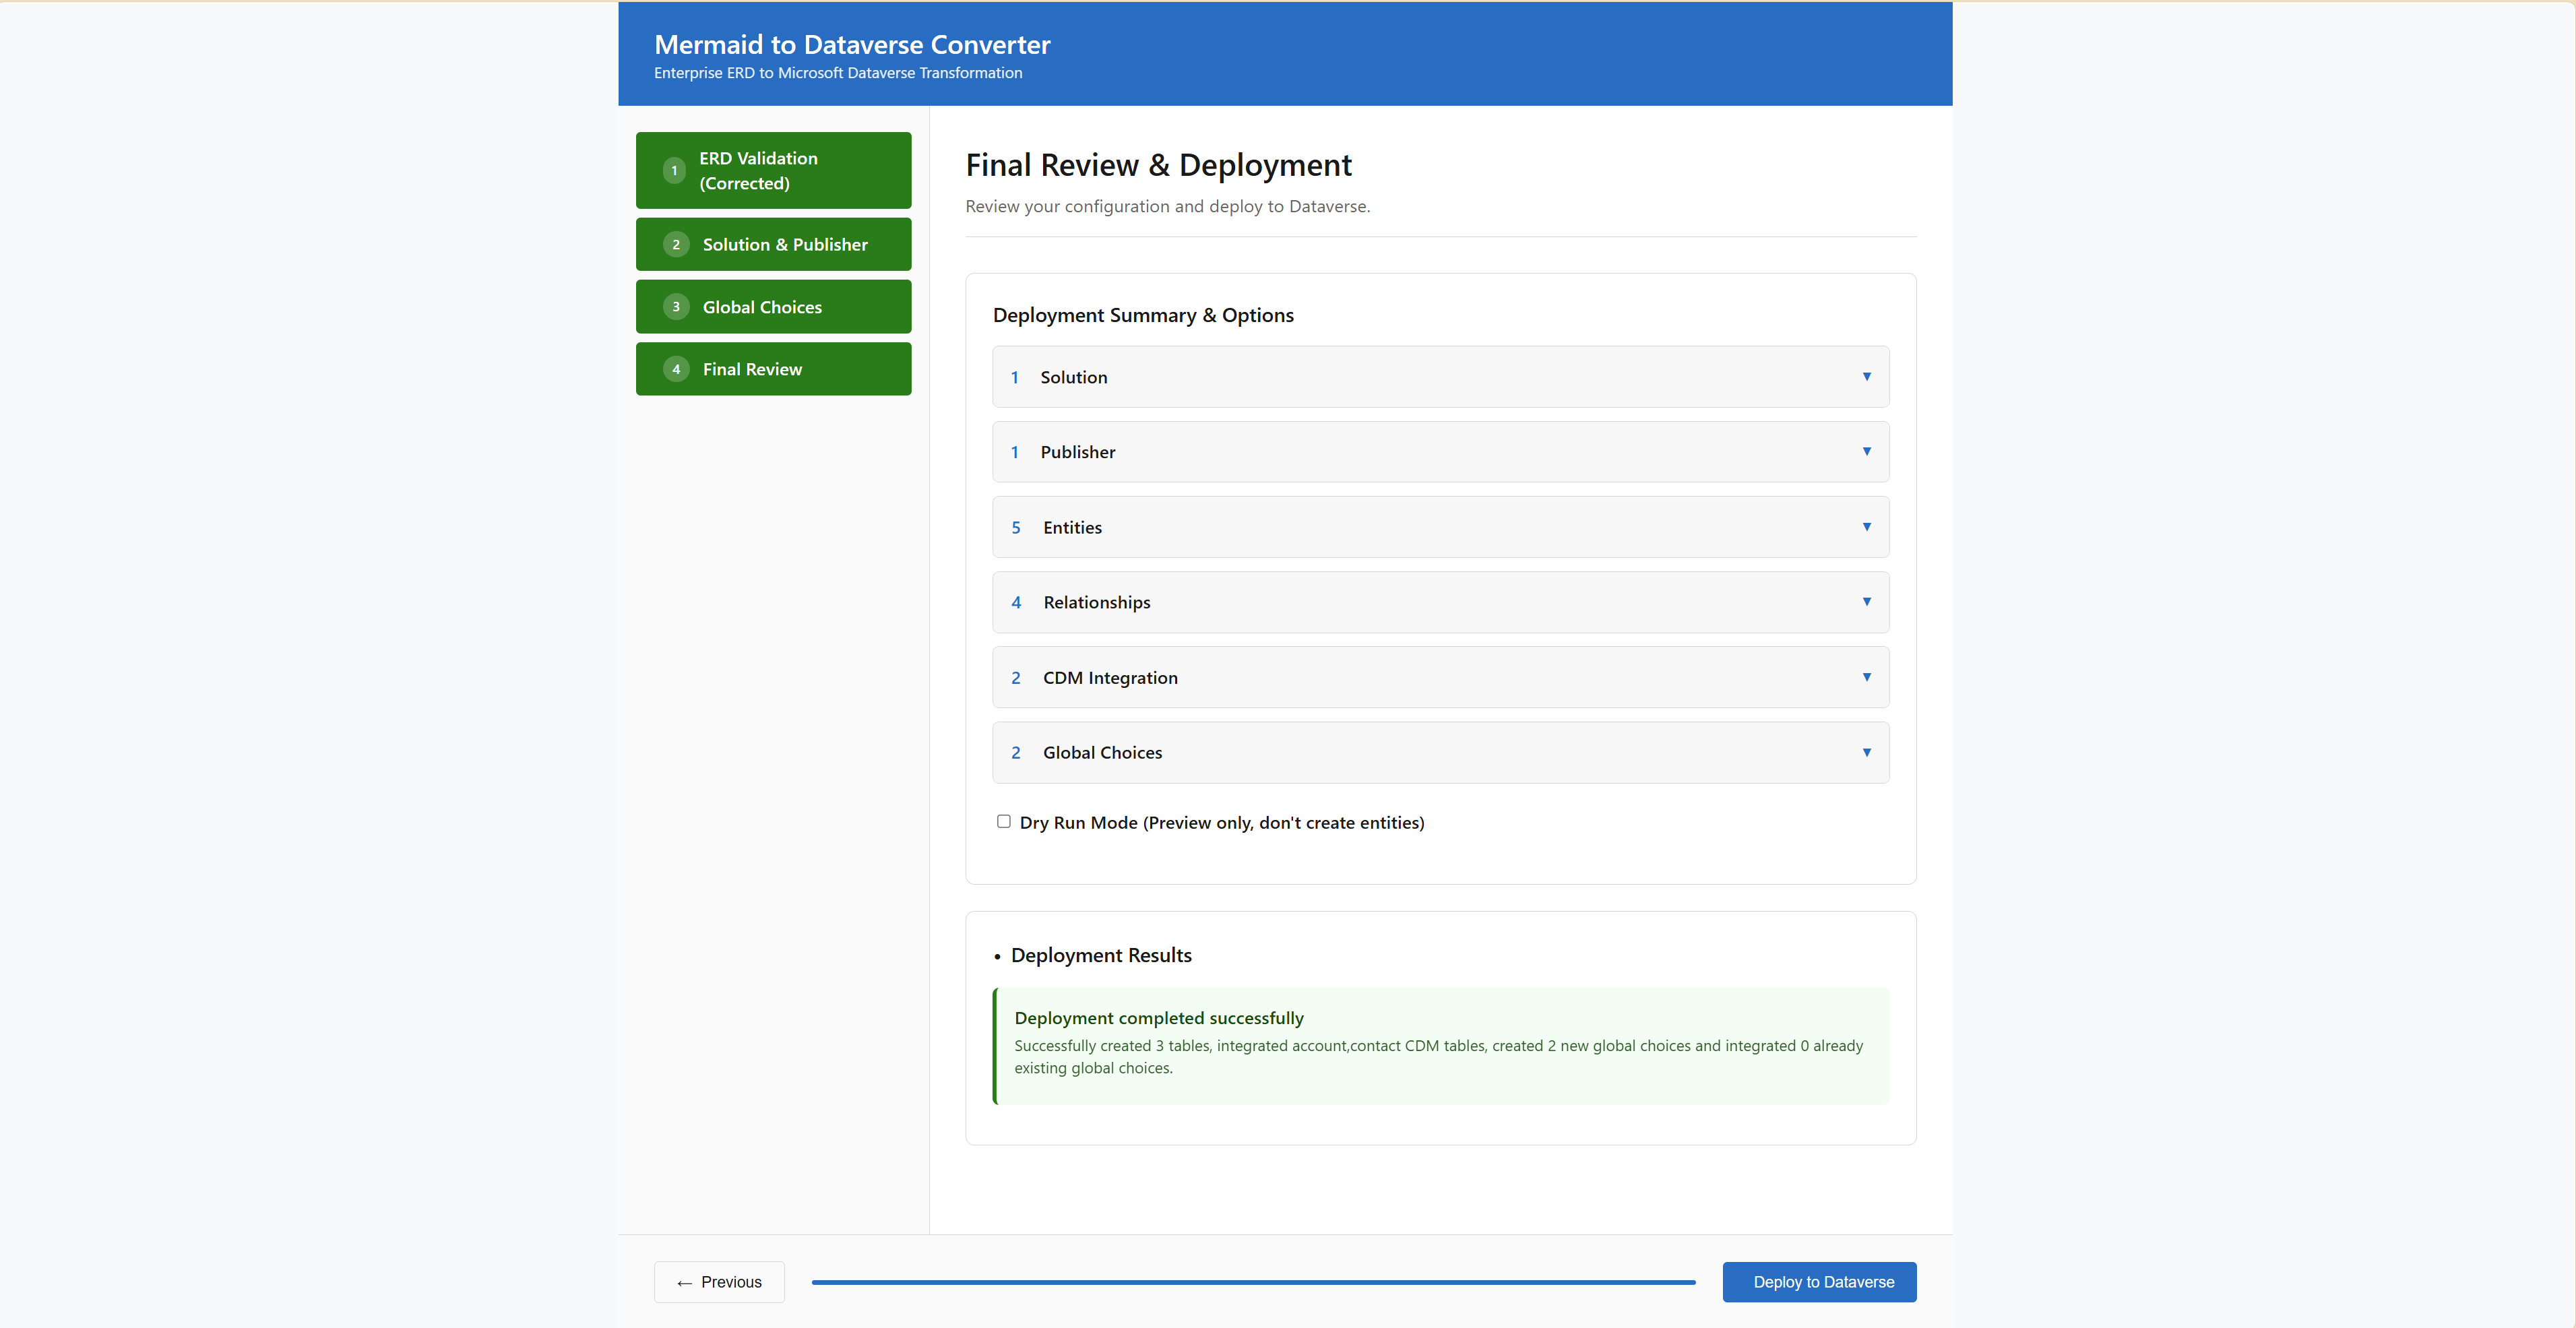 Mermaid to Dataverse Converter
Enterprise ERD to Microsoft Dataverse Transformation
1 ERD Validation
(Corrected)
2 Solution & Publisher
3 Global Choices
4 Final Review
Final Review & Deployment
Review your configuration and deploy to Dataverse.
Deployment Summary & Options
1 Solution ▼
1 Publisher ▼
5 Entities ▼
4 Relationships ▼
2 CDM Integration ▼
2 Global Choices ▼
Dry Run Mode (Preview only, don't create entities)
• Deployment Results
Deployment completed successfully
Successfully created 3 tables, integrated account,contact CDM tables, created 2 new global choices and integrated 0 already
existing global choices.
← Previous
Deploy to Dataverse